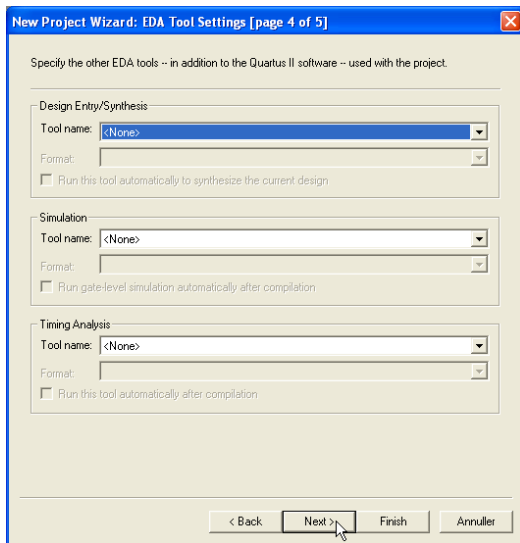 New Project Wizard: EDA Tool Settings [page 4 of 5]
Specify the other EDA tools -- in addition to the Quartus II software -- used with the project.
Design Entry/Synthesis
Tool name: <None>
Format:
Run this tool automatically to synthesize the current design
Simulation
Tool name: <None>
Format:
Run gate-level simulation automatically after compilation
Timing Analysis
Tool name: <None>
Format:
Run this tool automatically after compilation
< Back Next > Finish Annuller